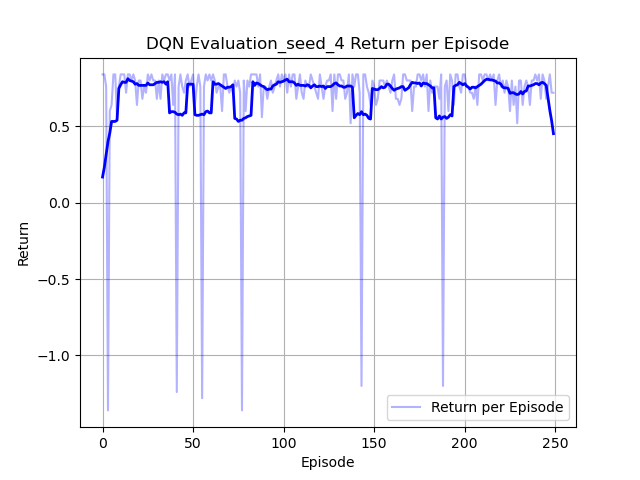 DQN Evaluation_seed_4 Return per Episode
Return
0.5
0.0
−0.5
−1.0
0 50 100 150 200 250
Episode
Return per Episode